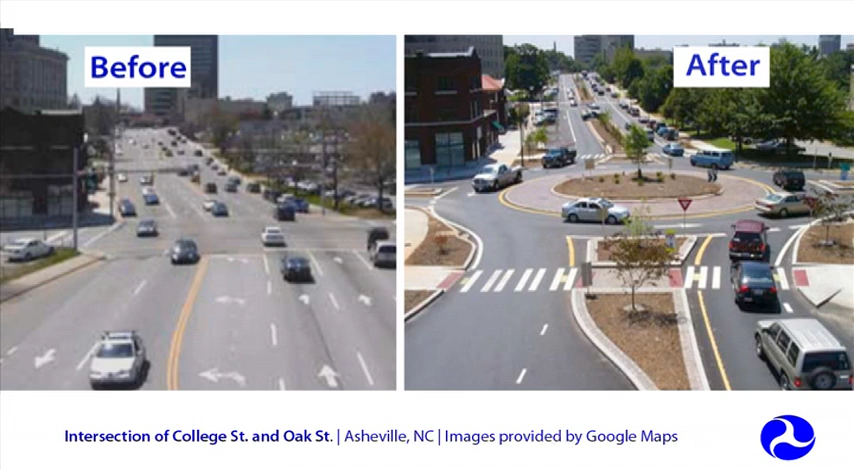 Before
After
Intersection of College St. and Oak St. | Asheville, NC | Images provided by Google Maps